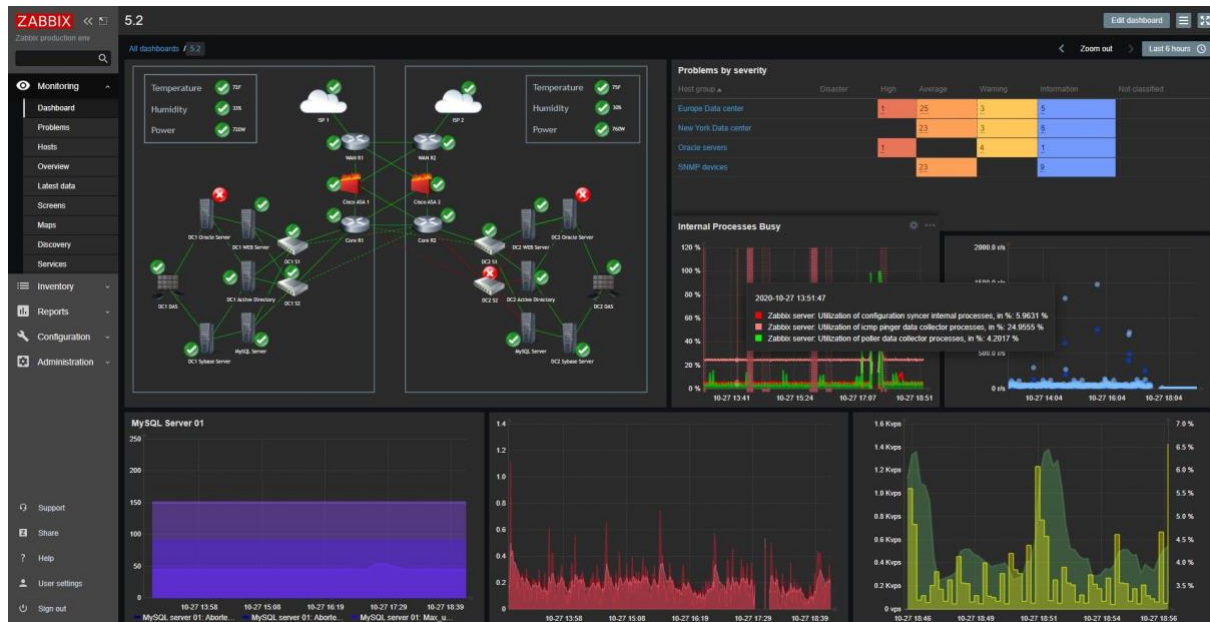 ZABBIX
Zabbix production env
Monitoring
Dashboard
Problems
Hosts
Overview
Latest data
Screens
Maps
Discovery
Services
Inventory
Reports
Configuration
Administration
Support
Share
Help
User settings
Sign out
5.2
Edit dashboard
All dashboards / 5.2
Zoom out
Last 6 hours
Temperature 72F
Humidity 33%
Power 720W
ISP 1
WAN R1
Cisco ASA 1
Core R1
DC1 Oracle Server
DC1 WEB Server
DC1 S1
DC1 DAS
DC1 Active Directory
DC1 S2
DC1 Sybase Server
MySQL Server
Temperature 75F
Humidity 30%
Power 760W
ISP 2
WAN R2
Cisco ASA 2
Core R2
DC2 WEB Server
DC2 Oracle Server
DC2 S1
DC2 S2
DC2 Active Directory
DC2 DAS
MySQL Server
DC2 Sybase Server
Problems by severity
Host group Disaster High Average Warning Information Not classified
Europe Data center 1 25 3 5
New York Data center 23 3 6
Oracle servers 1 4 1
SNMP devices 23 9
Internal Processes Busy
120 %
100 %
80 %
60 %
40 %
20 %
0 %
10-27 13:41 10-27 15:24 10-27 17:07 10-27 18:51
2020-10-27 13:51:47
Zabbix server: Utilization of configuration syncer internal processes, in %: 5.9631 %
Zabbix server: Utilization of icmp pinger data collector processes, in %: 24.9555 %
Zabbix server: Utilization of poller data collector processes, in %: 4.2017 %
2000.0 c/s
500.0 c/s
0 c/s
10-27 14:04 10-27 16:04 10-27 18:04
MySQL Server 01
250
200
150
100
50
0
10-27 13:58 10-27 15:08 10-27 16:19 10-27 17:29 10-27 18:39
MySQL server 01: Aborte... MySQL server 01: Aborte... MySQL server 01: Max_u...
1.4
1.2
1.0
0.8
0.6
0.4
0.2
0
10-27 13:58 10-27 15:08 10-27 16:19 10-27 17:29 10-27 18:39
1.6 Kvps 7.0 %
1.4 Kvps 6.5 %
1.2 Kvps 6.0 %
1.0 Kvps 5.5 %
0.8 Kvps 5.0 %
0.6 Kvps 4.5 %
0.4 Kvps 4.0 %
0.2 Kvps 3.5 %
0 vps
10-27 18:46 10-27 18:49 10-27 18:51 10-27 18:54 10-27 18:56